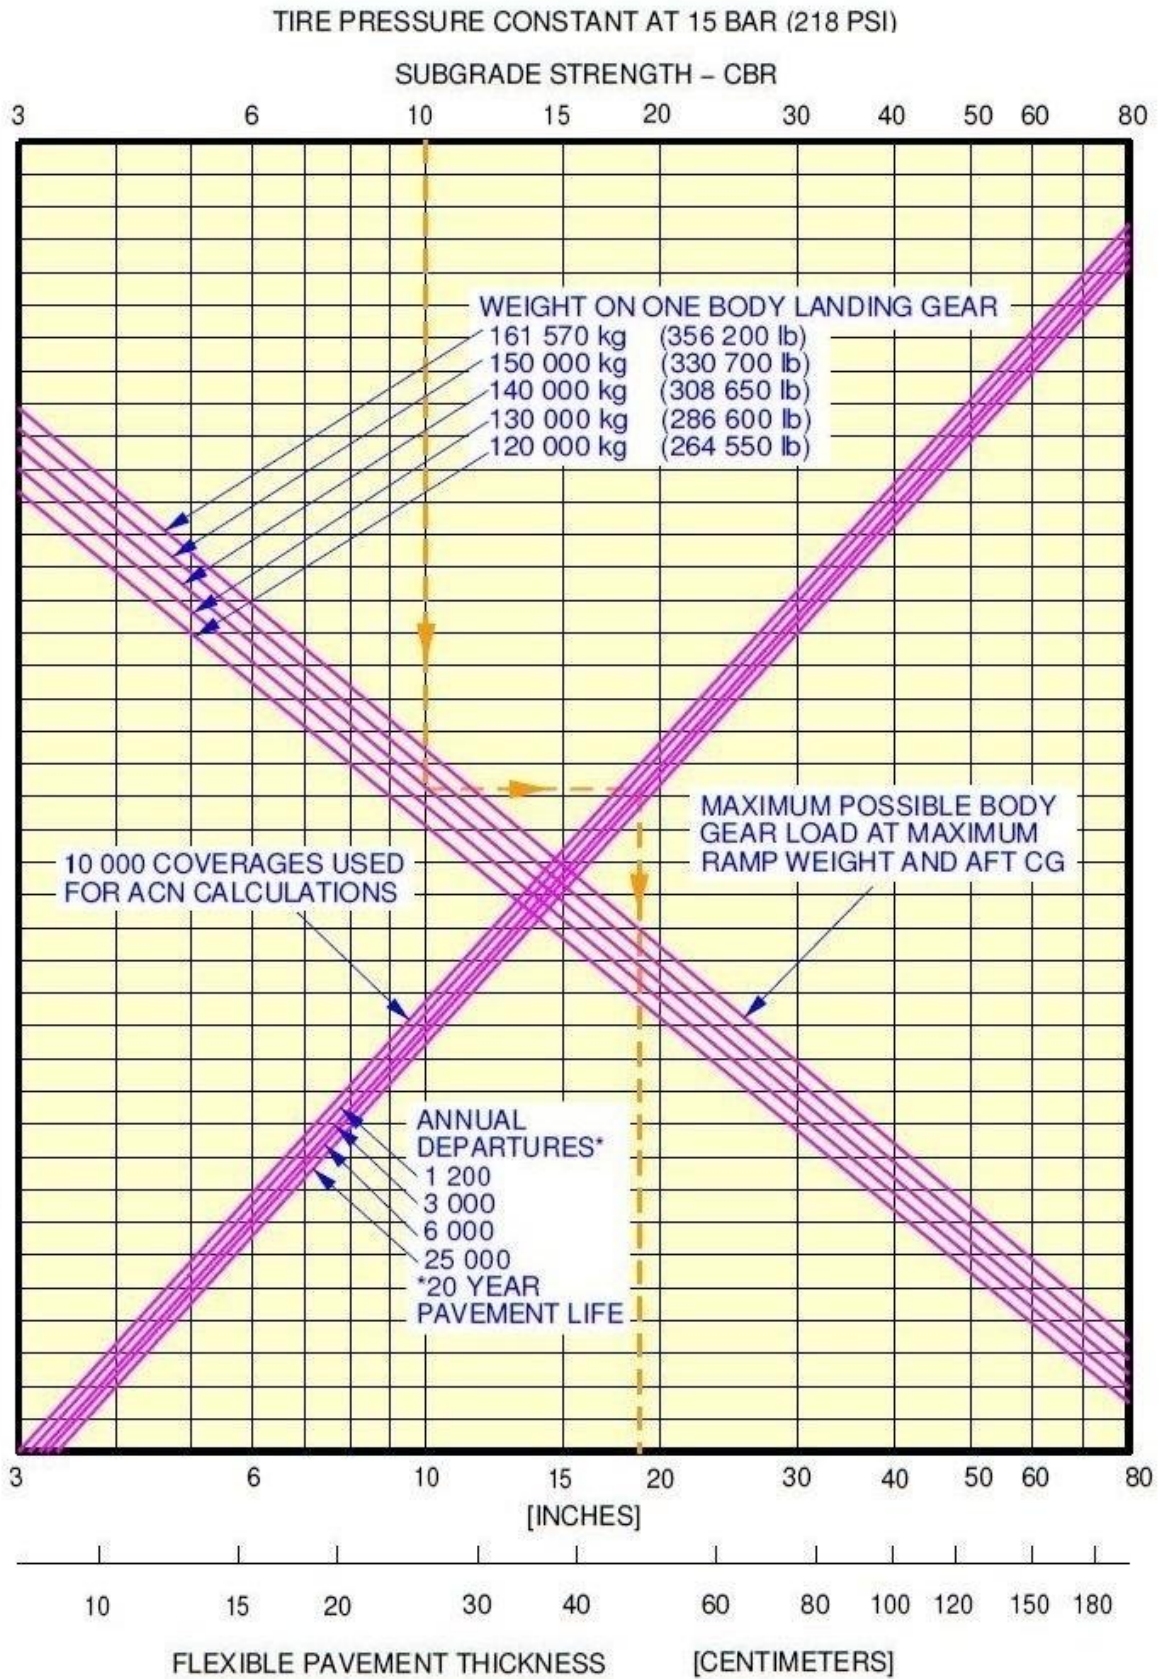 TIRE PRESSURE CONSTANT AT 15 BAR (218 PSI)
SUBGRADE STRENGTH – CBR
3 6 10 15 20 30 40 50 60 80
WEIGHT ON ONE BODY LANDING GEAR
161 570 kg (356 200 lb)
150 000 kg (330 700 lb)
140 000 kg (308 650 lb)
130 000 kg (286 600 lb)
120 000 kg (264 550 lb)
MAXIMUM POSSIBLE BODY
GEAR LOAD AT MAXIMUM
RAMP WEIGHT AND AFT CG
10 000 COVERAGES USED
FOR ACN CALCULATIONS
ANNUAL
DEPARTURES*
1 200
3 000
6 000
25 000
*20 YEAR
PAVEMENT LIFE
3 6 10 15 20 30 40 50 60 80
[INCHES]
10 15 20 30 40 60 80 100 120 150 180
FLEXIBLE PAVEMENT THICKNESS [CENTIMETERS]